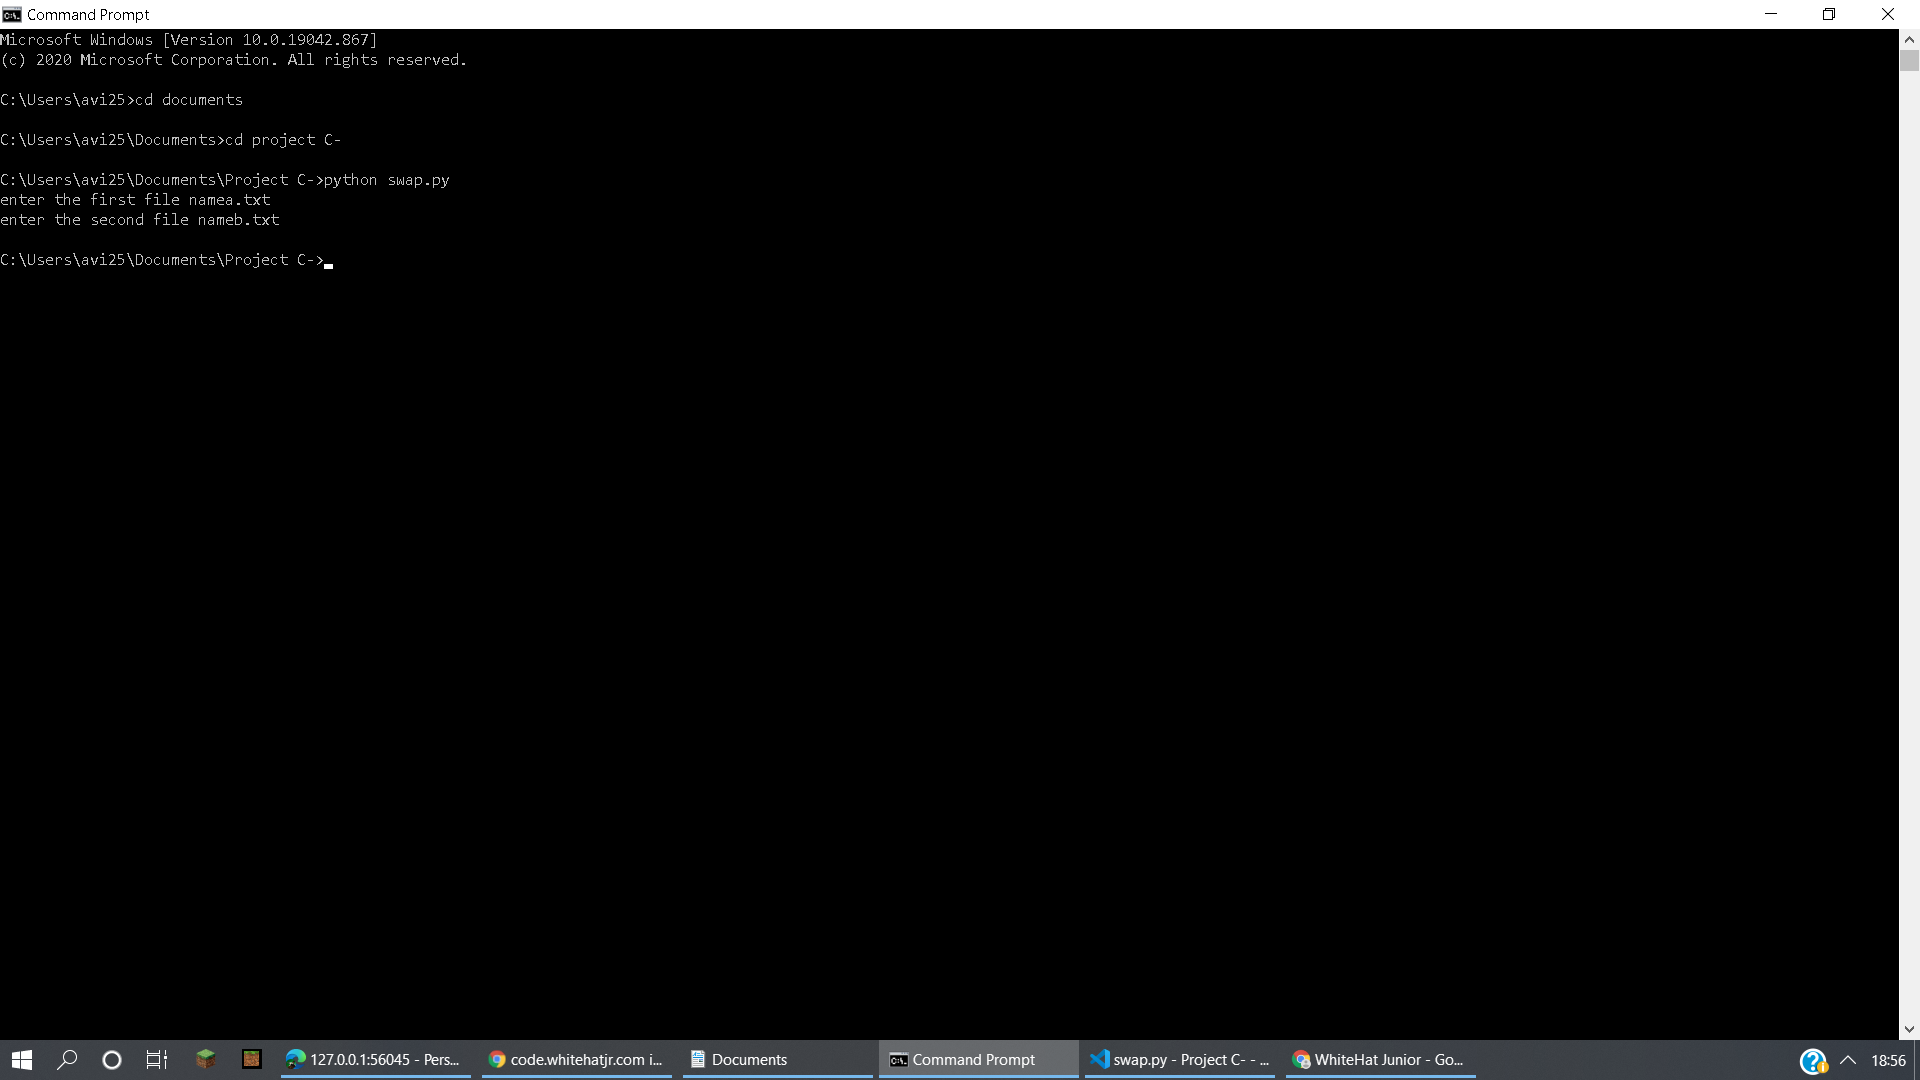 Command Prompt
Microsoft Windows [Version 10.0.19042.867]
(c) 2020 Microsoft Corporation. All rights reserved.
C:\Users\avi25>cd documents
C:\Users\avi25\Documents>cd project C-
C:\Users\avi25\Documents\Project C->python swap.py
enter the first file namea.txt
enter the second file nameb.txt
C:\Users\avi25\Documents\Project C->
127.0.0.1:56045 - Pers...
code.whitehatjr.com i...
Documents
Command Prompt
swap.py - Project C- - ...
WhiteHat Junior - Go...
18:56